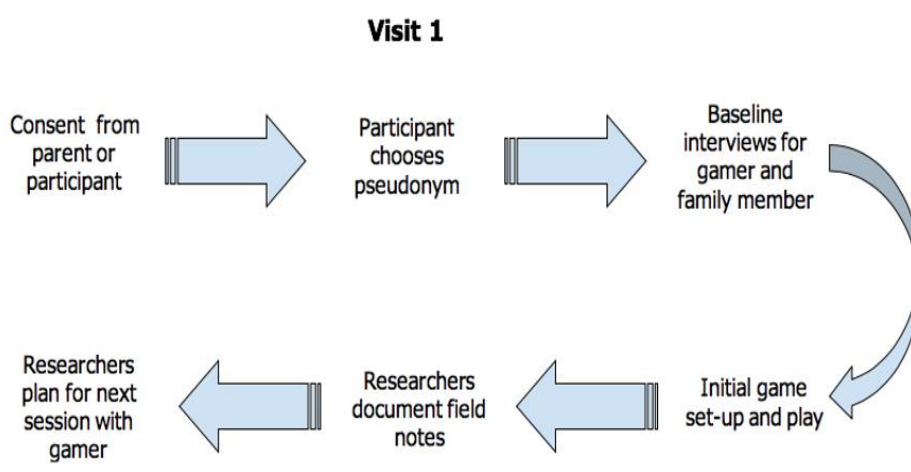 Visit 1
Consent from
parent or
participant
Participant
chooses
pseudonym
Baseline
interviews for
gamer and
family member
Initial game
set-up and play
Researchers
document field
notes
Researchers
plan for next
session with
gamer